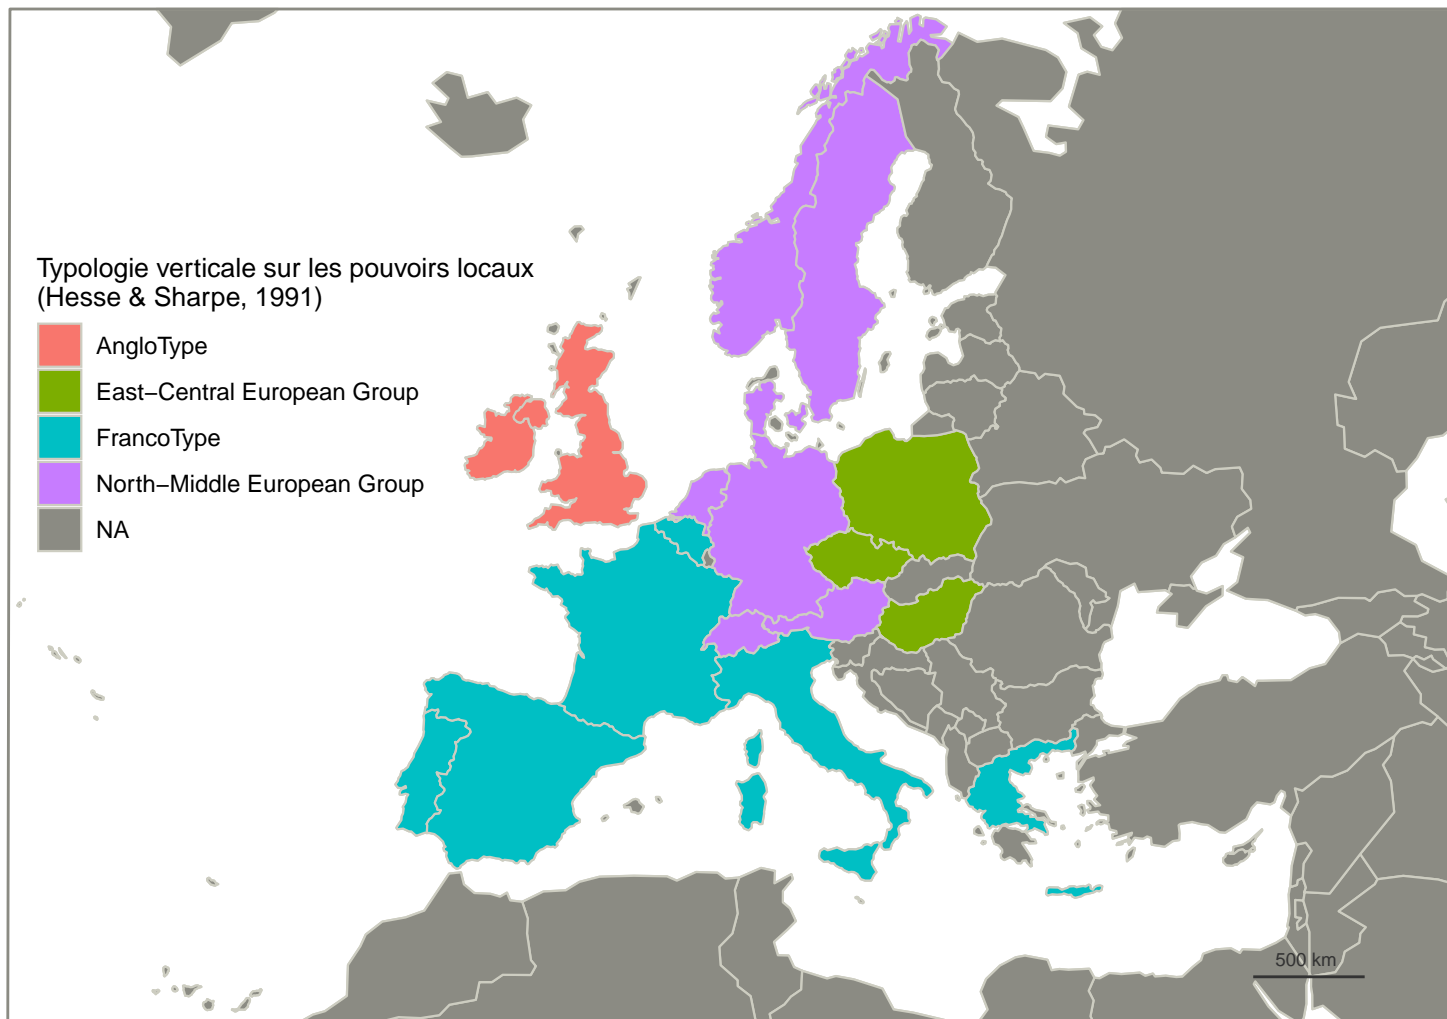 Typologie verticale sur les pouvoirs locaux
(Hesse & Sharpe, 1991)
AngloType
East−Central European Group
FrancoType
North−Middle European Group
NA
500 km